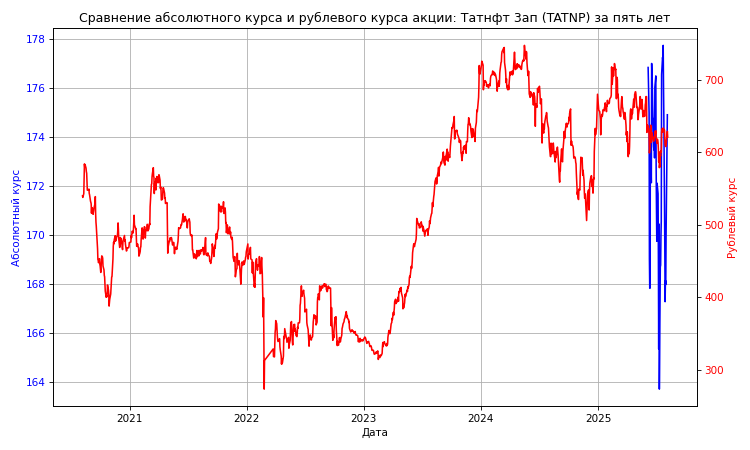 Сравнение абсолютного курса и рублевого курса акции: Татнфт 3ап (TATNP) за пять лет
178
176
174
172
170
168
166
164
Абсолютный курс
700
600
500
400
300
Рублевый курс
2021 2022 2023 2024 2025
Дата